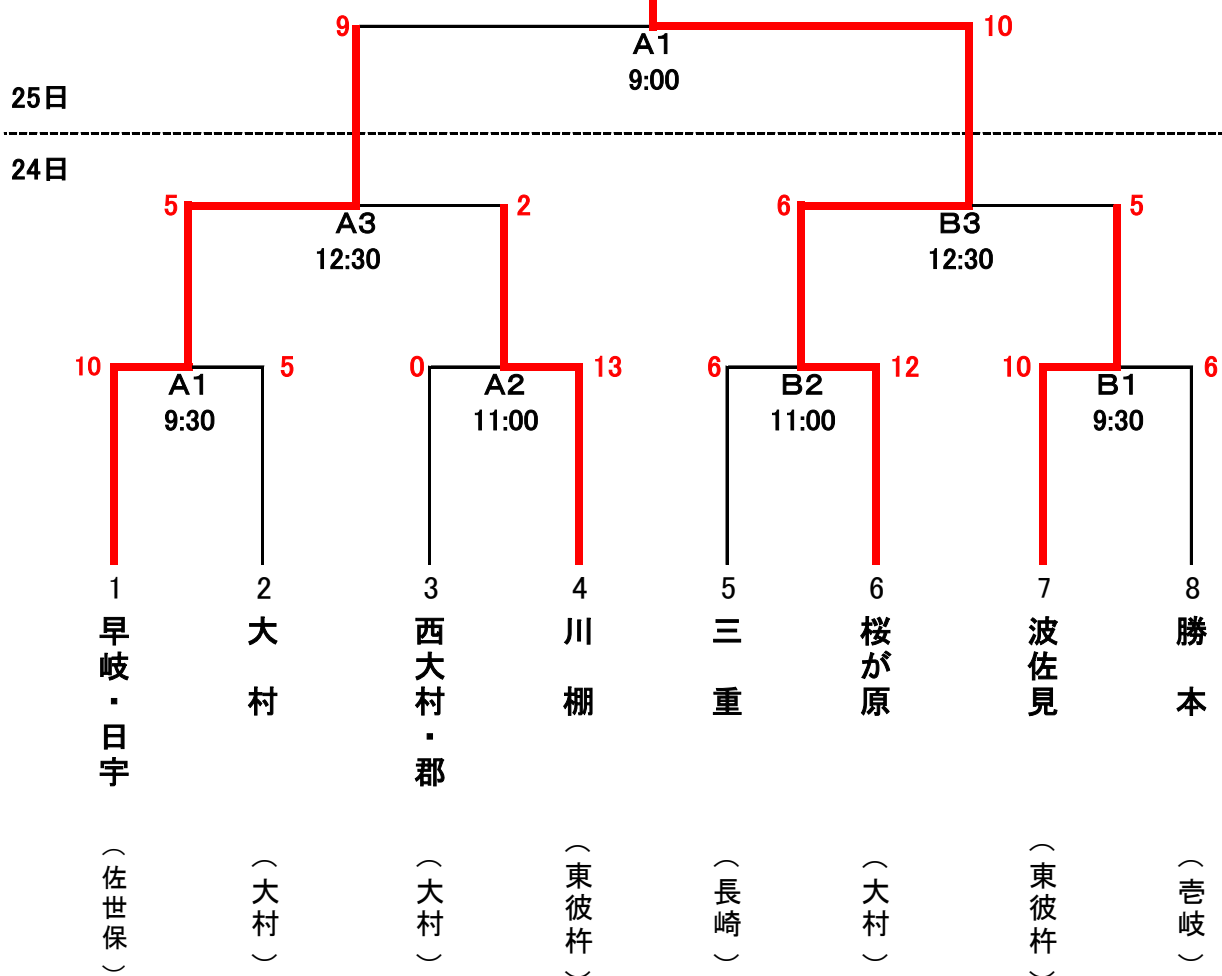 9
10
A1
9:00
25日
24日
5
2
6
5
A3
12:30
B3
12:30
10
5
0
13
6
12
10
6
A1
9:30
A2
11:00
B2
11:00
B1
9:30
1
2
3
4
5
6
7
8
早岐・日宇
大村
西大村・郡
川棚
三重
桜が原
波佐見
勝本
（佐世保）
（大村）
（大村）
（東彼杵）
（長崎）
（大村）
（東彼杵）
（壱岐）